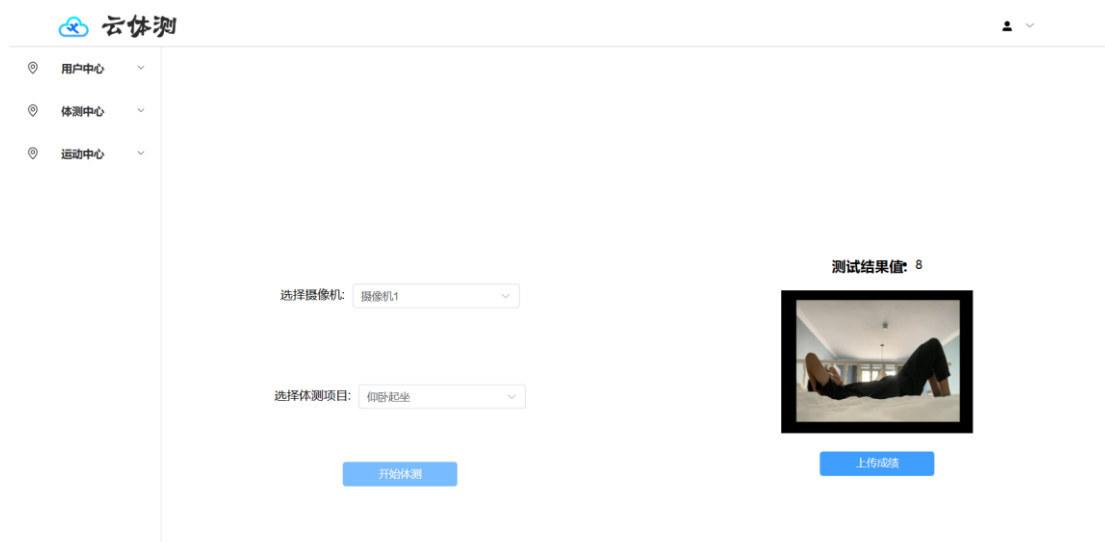 云体测
用户中心
体测中心
运动中心
测试结果值: 8
选择摄像机: 摄像机1
选择体测项目: 仰卧起坐
开始体测
上传成绩